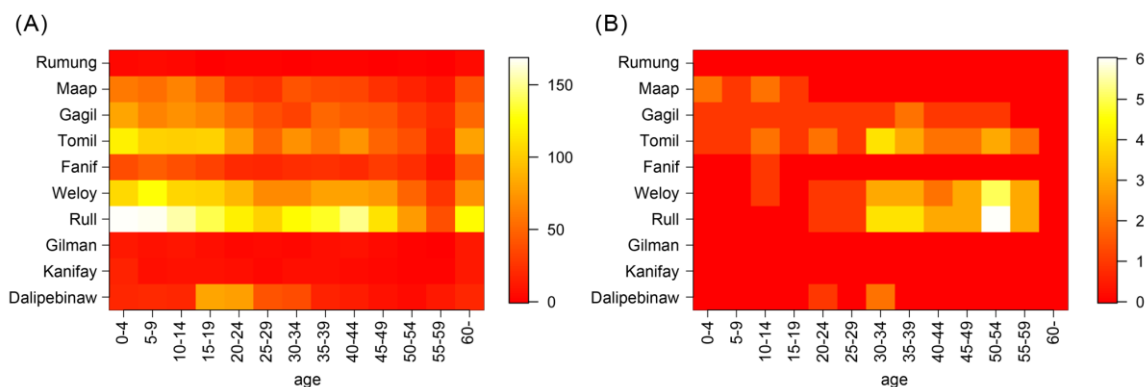 (A)
Rumung
Maap
Gagil
Tomil
Fanif
Weloy
Rull
Gilman
Kanifay
Dalipebinaw
0-4
5-9
10-14
15-19
20-24
25-29
30-34
35-39
40-44
45-49
50-54
55-59
60-
age
150
100
50
0
(B)
Rumung
Maap
Gagil
Tomil
Fanif
Weloy
Rull
Gilman
Kanifay
Dalipebinaw
0-4
5-9
10-14
15-19
20-24
25-29
30-34
35-39
40-44
45-49
50-54
55-59
60-
age
6
5
4
3
2
1
0